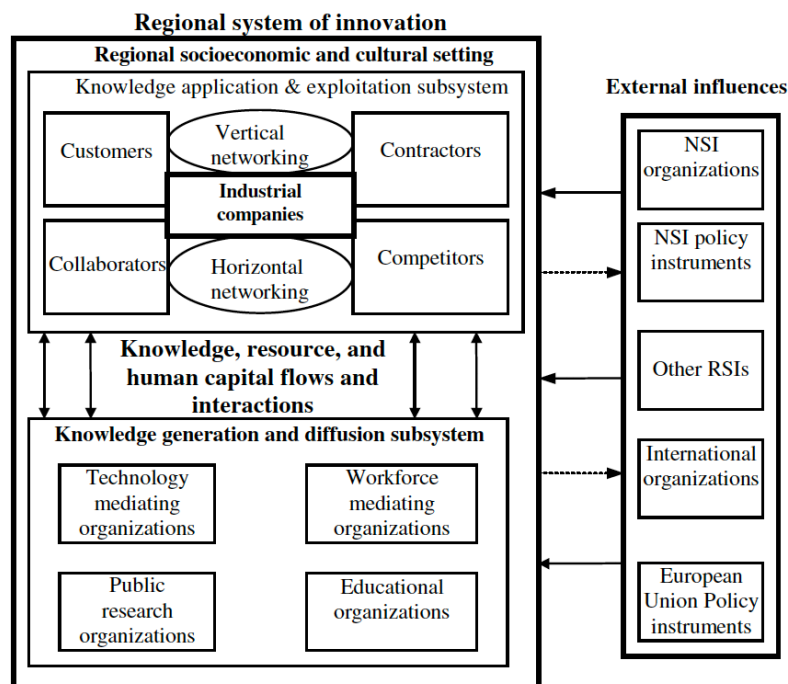 Regional system of innovation
Regional socioeconomic and cultural setting
Knowledge application & exploitation subsystem
Customers
Vertical
networking
Contractors
Industrial
companies
Collaborators
Horizontal
networking
Competitors
Knowledge, resource, and
human capital flows and
interactions
Knowledge generation and diffusion subsystem
Technology
mediating
organizations
Workforce
mediating
organizations
Public
research
organizations
Educational
organizations
External influences
NSI
organizations
NSI policy
instruments
Other RSIs
International
organizations
European
Union Policy
instruments